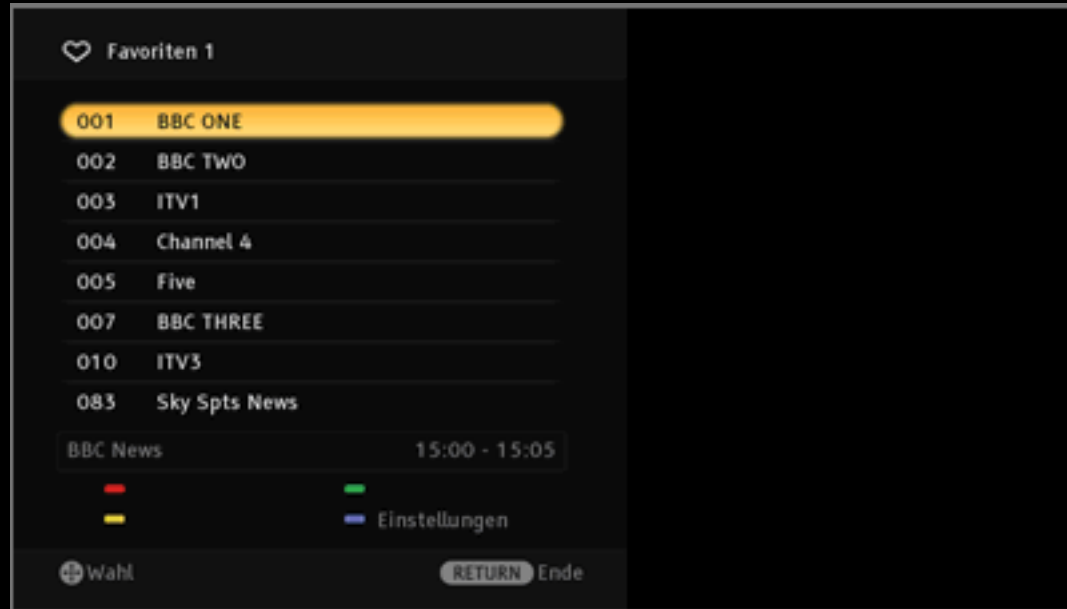 Favoriten 1
001 BBC ONE
002 BBC TWO
003 ITV1
004 Channel 4
005 Five
007 BBC THREE
010 ITV3
083 Sky Spts News
BBC News 15:00 - 15:05
Einstellungen
Wahl RETURN Ende